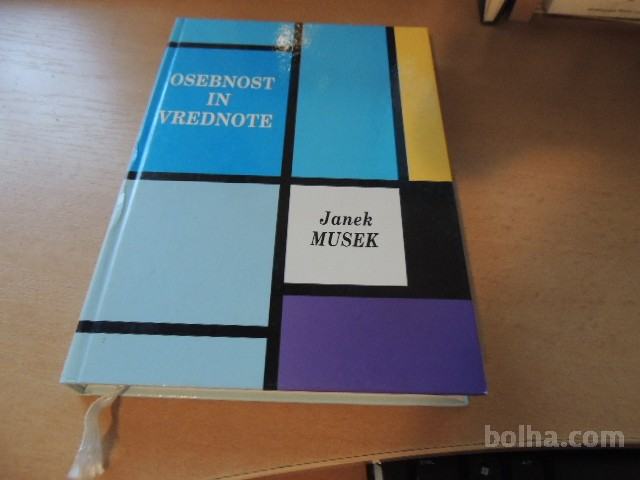 OSEBNOST
IN
VREDNOTE
Janek
MUSEK
bolha.com